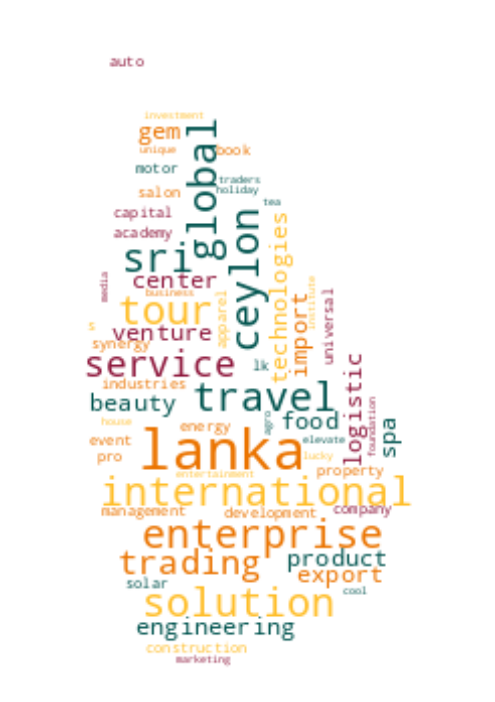 auto
investment
gem
global
unique
book
motor
traders
holiday
salon
tea
capital
ceylon
technologies
academy
sri
center
media
institute
business
apparel
import
universal
tour
s
venture
synergy
service
lk
logistic
industries
travel
beauty
foundation
house
agro
food
spa
energy
lanka
event
elevate
pro
lucky
entertainment
property
international
management
development
company
enterprise
trading
product
export
solar
cool
solution
engineering
construction
marketing